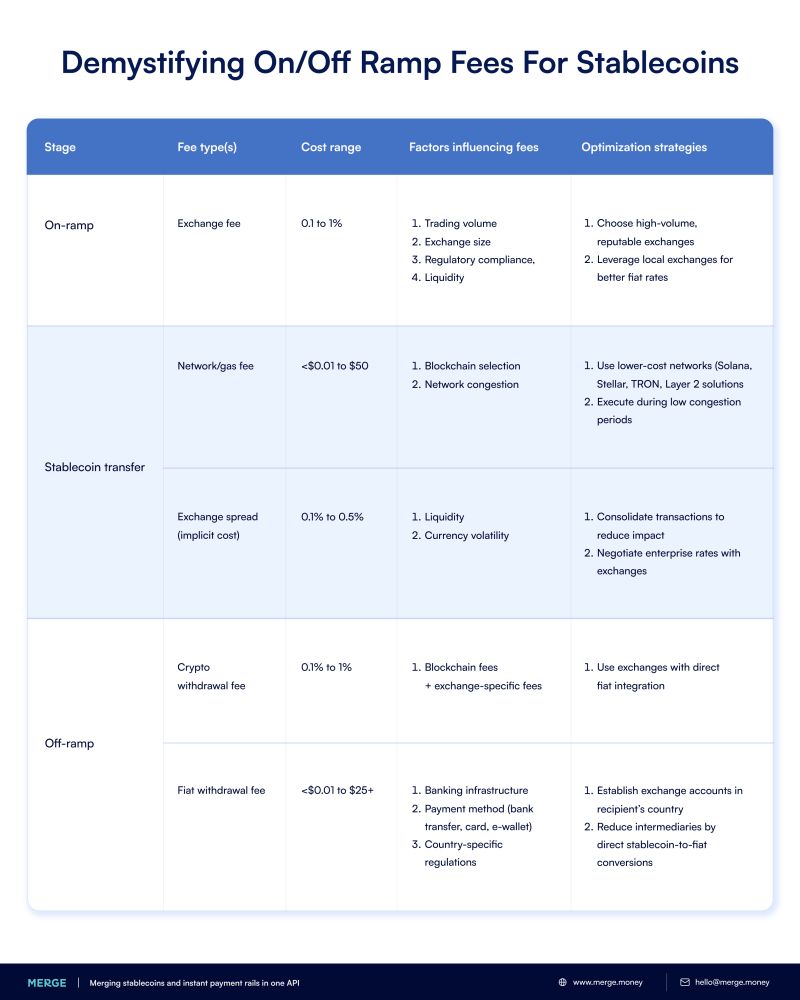 Demystifying On/Off Ramp Fees For Stablecoins
Stage
Fee type(s)
Cost range
Factors influencing fees
Optimization strategies
On-ramp
Exchange fee
0.1 to 1%
1. Trading volume
2. Exchange size
3. Regulatory compliance,
4. Liquidity
1. Choose high-volume,
reputable exchanges
2. Leverage local exchanges for
better fiat rates
Stablecoin transfer
Network/gas fee
<$0.01 to $50
1. Blockchain selection
2. Network congestion
1. Use lower-cost networks (Solana,
Stellar, TRON, Layer 2 solutions
2. Execute during low congestion
periods
Exchange spread
(implicit cost)
0.1% to 0.5%
1. Liquidity
2. Currency volatility
1. Consolidate transactions to
reduce impact
2. Negotiate enterprise rates with
exchanges
Off-ramp
Crypto
withdrawal fee
0.1% to 1%
1. Blockchain fees
+ exchange-specific fees
1. Use exchanges with direct
fiat integration
Fiat withdrawal fee
<$0.01 to $25+
1. Banking infrastructure
2. Payment method (bank
transfer, card, e-wallet)
3. Country-specific
regulations
1. Establish exchange accounts in
recipient's country
2. Reduce intermediaries by
direct stablecoin-to-fiat
conversions
MERGE
Merging stablecoins and instant payment rails in one API
www.merge.money
hello@merge.money